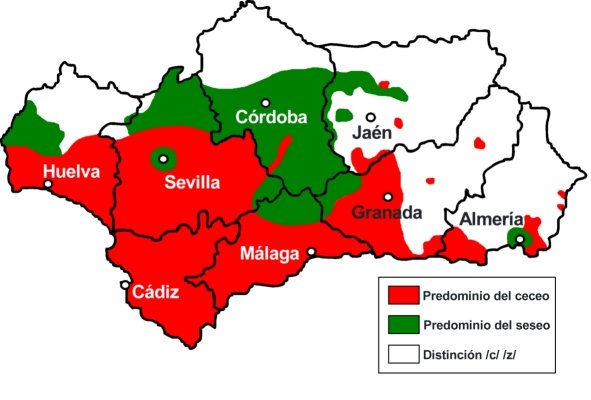 Córdoba
Jaén
Huelva
Sevilla
Granada
Almería
Málaga
Cádiz
Predominio del ceceo
Predominio del seseo
Distinción /c/ /z/